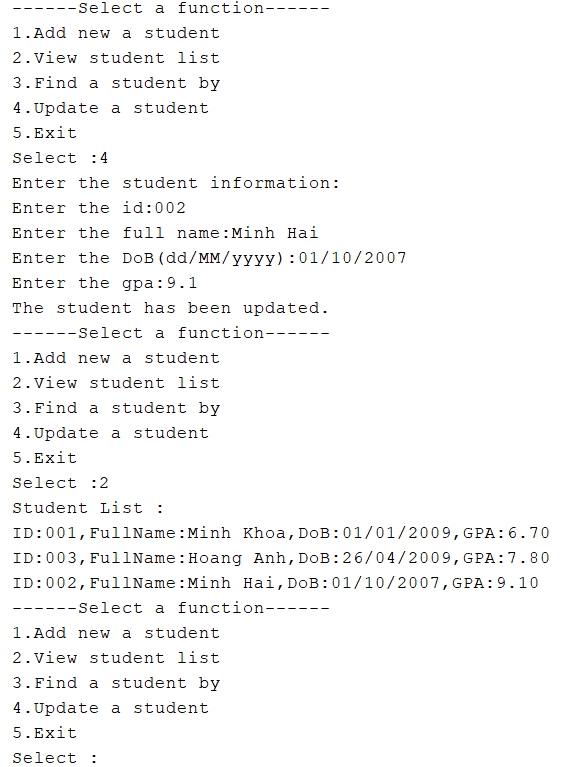 ------Select a function------
1.Add new a student
2.View student list
3.Find a student by
4.Update a student
5.Exit
Select :4
Enter the student information:
Enter the id:002
Enter the full name:Minh Hai
Enter the DoB(dd/MM/yyyy):01/10/2007
Enter the gpa:9.1
The student has been updated.
------Select a function------
1.Add new a student
2.View student list
3.Find a student by
4.Update a student
5.Exit
Select :2
Student List :
ID:001,FullName:Minh Khoa,DoB:01/01/2009,GPA:6.70
ID:003,FullName:Hoang Anh,DoB:26/04/2009,GPA:7.80
ID:002,FullName:Minh Hai,DoB:01/10/2007,GPA:9.10
------Select a function------
1.Add new a student
2.View student list
3.Find a student by
4.Update a student
5.Exit
Select :